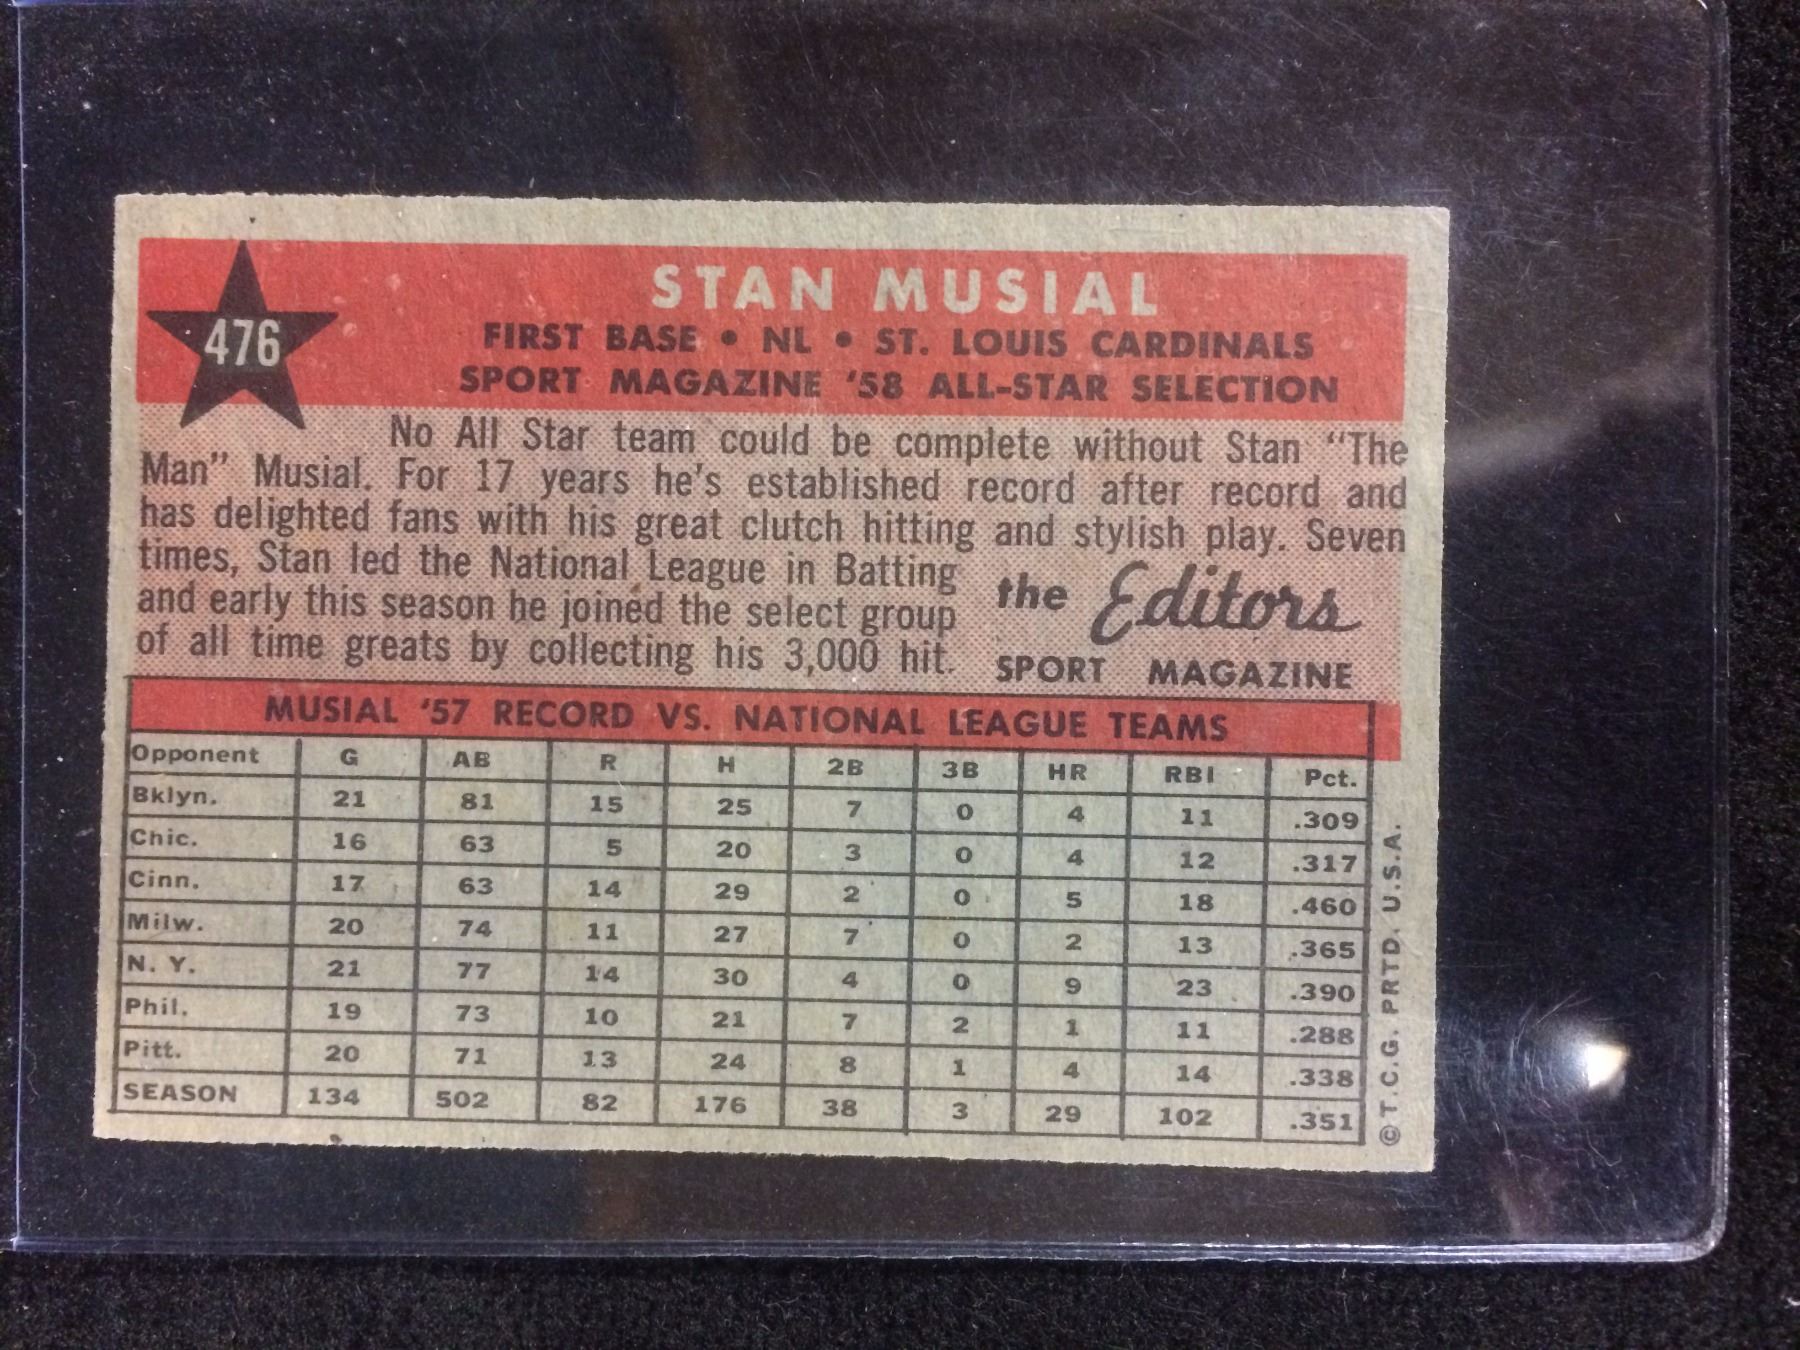 476
STAN MUSIAL
FIRST BASE • NL • ST. LOUIS CARDINALS
SPORT MAGAZINE '58 ALL-STAR SELECTION
No All Star team could be complete without Stan "The
Man" Musial. For 17 years he's established record after record and
has delighted fans with his great clutch hitting and stylish play. Seven
times, Stan led the National League in Batting
and early this season he joined the select group
of all time greats by collecting his 3,000 hit.
the Editors
SPORT MAGAZINE
MUSIAL '57 RECORD VS. NATIONAL LEAGUE TEAMS
Opponent G AB R H 2B 3B HR RBI Pct.
Bklyn. 21 81 15 25 7 0 4 11 .309
Chic. 16 63 5 20 3 0 4 12 .317
Cinn. 17 63 14 29 2 0 5 18 .460
Milw. 20 74 11 27 7 0 2 13 .365
N. Y. 21 77 14 30 4 0 9 23 .390
Phil. 19 73 10 21 7 2 1 11 .288
Pitt. 20 71 13 24 8 1 4 14 .338
SEASON 134 502 82 176 38 3 29 102 .351
© T.C.G. PRTD. U.S.A.